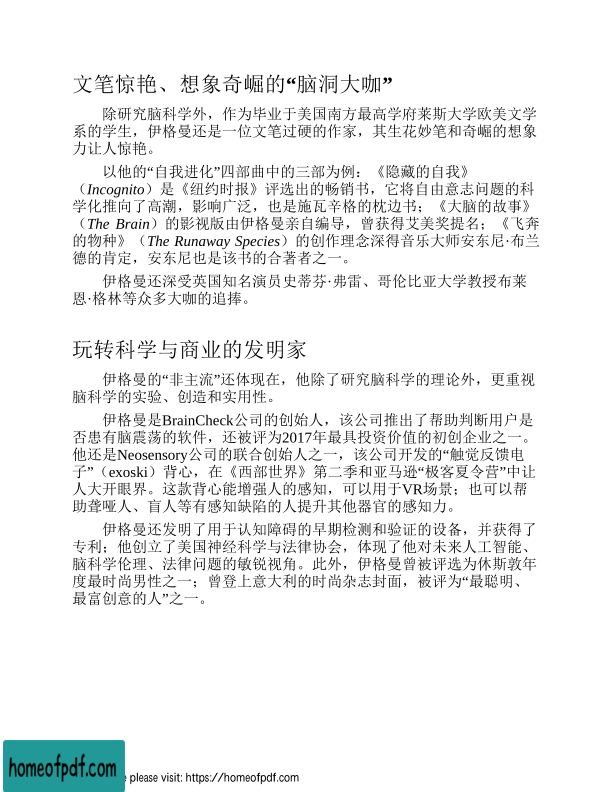 文笔惊艳、想象奇崛的“脑洞大咖”
除研究脑科学外，作为毕业于美国南方最高学府莱斯大学欧美文学
系的学生，伊格曼还是一位文笔过硬的作家，其生花妙笔和奇崛的想象
力让人惊艳。
以他的“自我进化”四部曲中的三部为例：《隐藏的自我》
（Incognito）是《纽约时报》评选出的畅销书，它将自由意志问题的科
学化推向了高潮，影响广泛，也是施瓦辛格的枕边书；《大脑的故事》
（The Brain）的影视版由伊格曼亲自编导，曾获得艾美奖提名；《飞奔
的物种》（The Runaway Species）的创作理念深得音乐大师安东尼·布兰
德的肯定，安东尼也是该书的合著者之一。
伊格曼还深受英国知名演员史蒂芬·弗雷、哥伦比亚大学教授布莱
恩·格林等众多大咖的追捧。
玩转科学与商业的发明家
伊格曼的“非主流”还体现在，他除了研究脑科学的理论外，更重视
脑科学的实验、创造和实用性。
伊格曼是BrainCheck公司的创始人，该公司推出了帮助判断用户是
否患有脑震荡的软件，还被评为2017年最具投资价值的初创企业之一。
他还是Neosensory公司的联合创始人之一，该公司开发的“触觉反馈电
子”（exoski）背心，在《西部世界》第二季和亚马逊“极客夏令营”中让
人大开眼界。这款背心能增强人的感知，可以用于VR场景；也可以帮
助聋哑人、盲人等有感知缺陷的人提升其他器官的感知力。
伊格曼还发明了用于认知障碍的早期检测和验证的设备，并获得了
专利；他创立了美国神经科学与法律协会，体现了他对未来人工智能、
脑科学伦理、法律问题的敏锐视角。此外，伊格曼曾被评选为休斯敦年
度最时尚男性之一；曾登上意大利的时尚杂志封面，被评为“最聪明、
最富创意的人”之一。
homeofpdf.com
please visit: https://homeofpdf.com